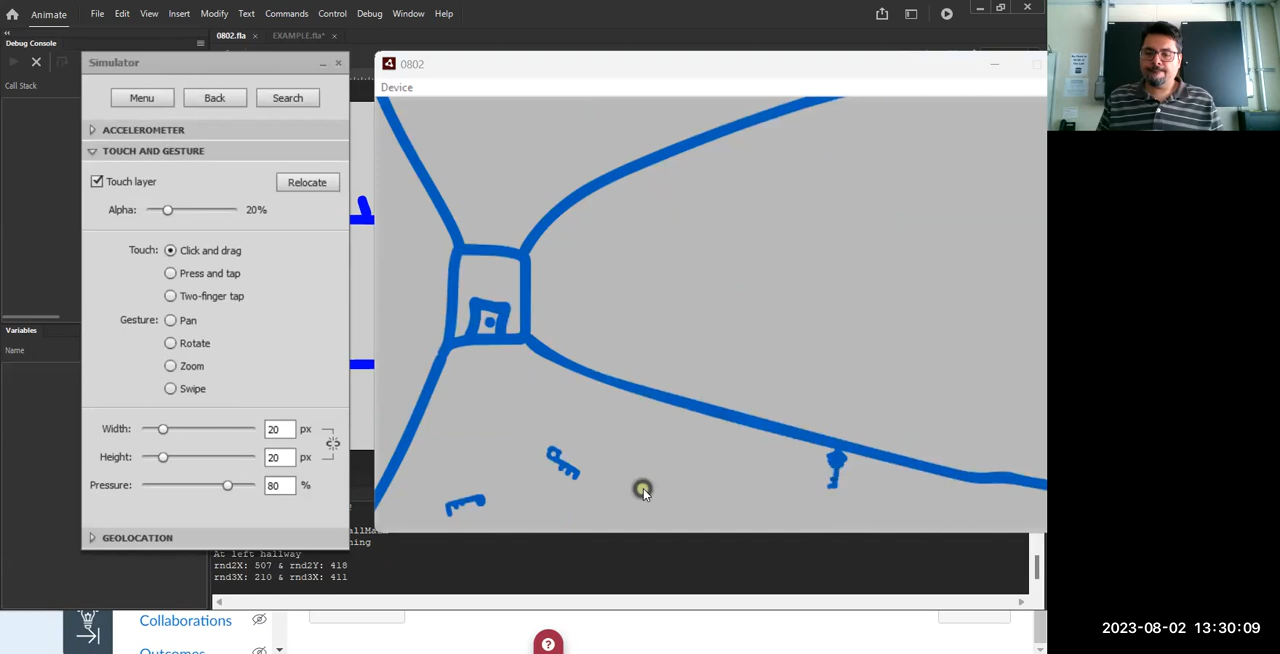 Animate
File Edit View Insert Modify Text Commands Control Debug Window Help
Debug Console
0802.fla × EXAMPLE.fla* ×
Simulator
0802
Call Stack
Device
Menu Back Search
ACCELEROMETER
TOUCH AND GESTURE
Touch layer Relocate
Alpha: 20%
Touch: Click and drag
Press and tap
Two-finger tap
Gesture: Pan
Rotate
Zoom
Swipe
Variables
Name
Width: 20 px
Height: 20 px
Pressure: 80 %
GEOLOCATION
At left hallway
rnd2X: 507 & rnd2Y: 418
rnd3X: 210 & rnd3X: 411
Collaborations
Outcomes
?
2023-08-02 13:30:09